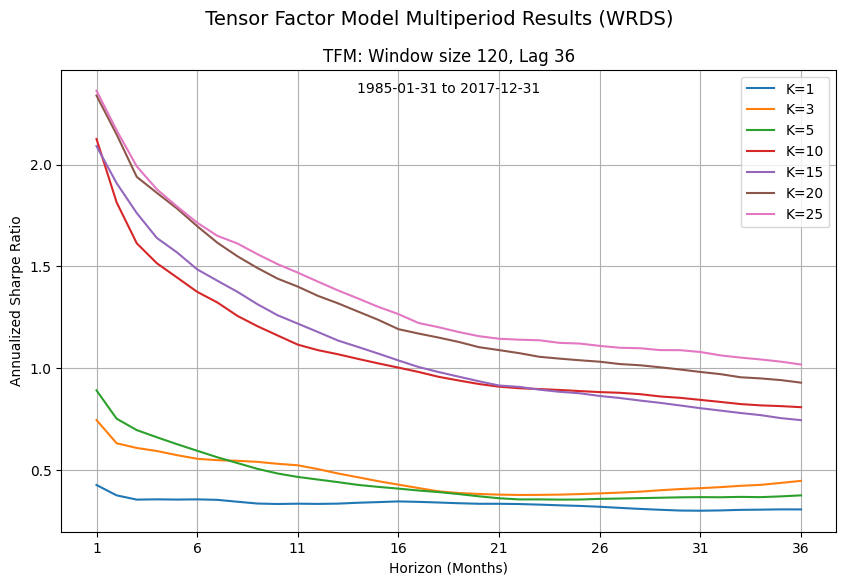 Tensor Factor Model Multiperiod Results (WRDS)
TFM: Window size 120, Lag 36
1985-01-31 to 2017-12-31
K=1
K=3
K=5
K=10
K=15
K=20
K=25
Annualized Sharpe Ratio
2.0
1.5
1.0
0.5
1 6 11 16 21 26 31 36
Horizon (Months)